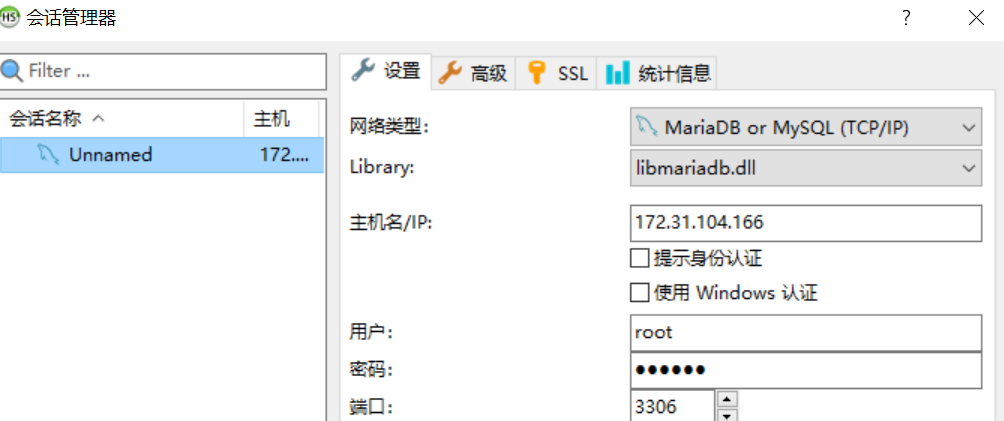 HS 会话管理器 ?
Filter ...
设置 高级 SSL 统计信息
会话名称 主机
Unnamed 172....
网络类型: MariaDB or MySQL (TCP/IP)
Library: libmariadb.dll
主机名/IP: 172.31.104.166
提示身份认证
使用 Windows 认证
用户: root
密码: ●●●●●●
端口: 3306